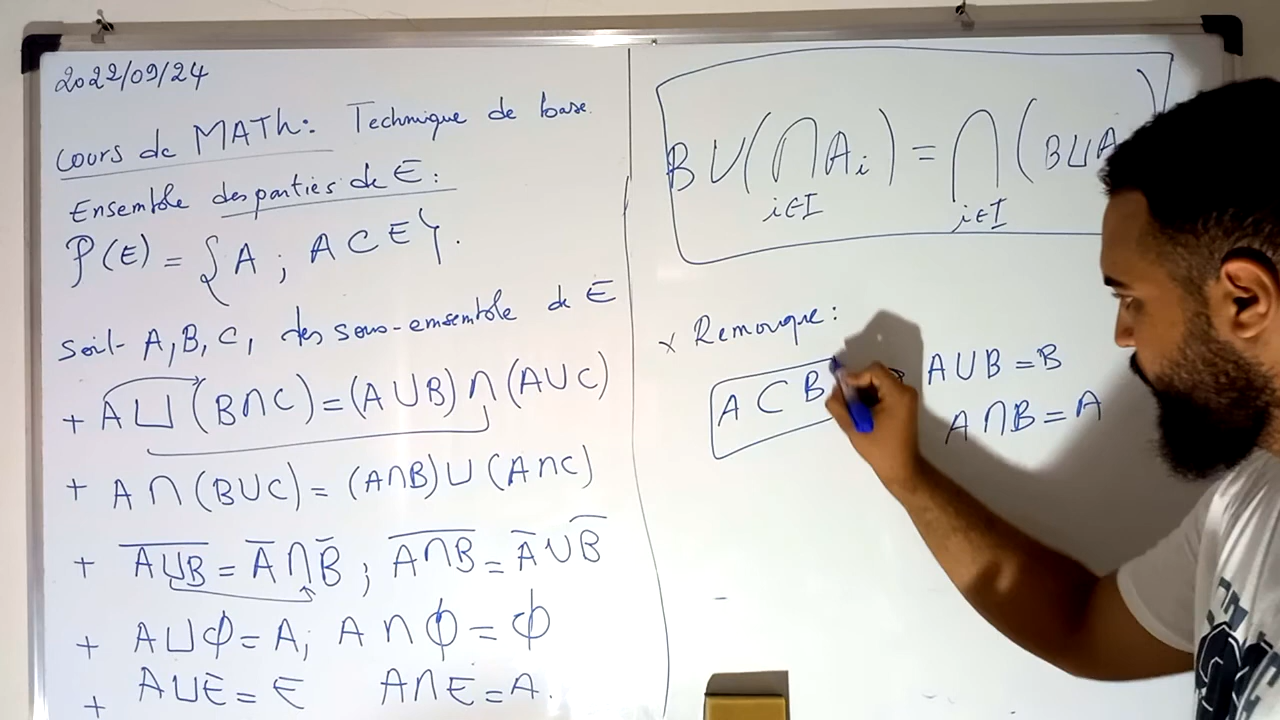 2022/09/24
Cours de MATH: Technique de base.
Ensemble des parties de E:
P(E) = { A ; A ⊂ E }.
Soit A, B, C, des sous-ensemble de E
+ A ∪ (B∩C) = (A ∪ B) ∩ (A ∪ C)
+ A ∩ (B∪C) = (A∩B) ∪ (A∩C)
+ A̅∪̅B̅ = A̅ ∩ B̅ ; A̅∩̅B̅ = A̅ ∪ B̅
+ A ∪ ϕ = A ; A ∩ ϕ = ϕ
+ A ∪ E = E A ∩ E = A.
B ∪ (⋂ Aᵢ) = ⋂ (B ∪ A
i∈I i∈I
× Remarque:
A ⊂ B A ∪ B = B
A ∩ B = A